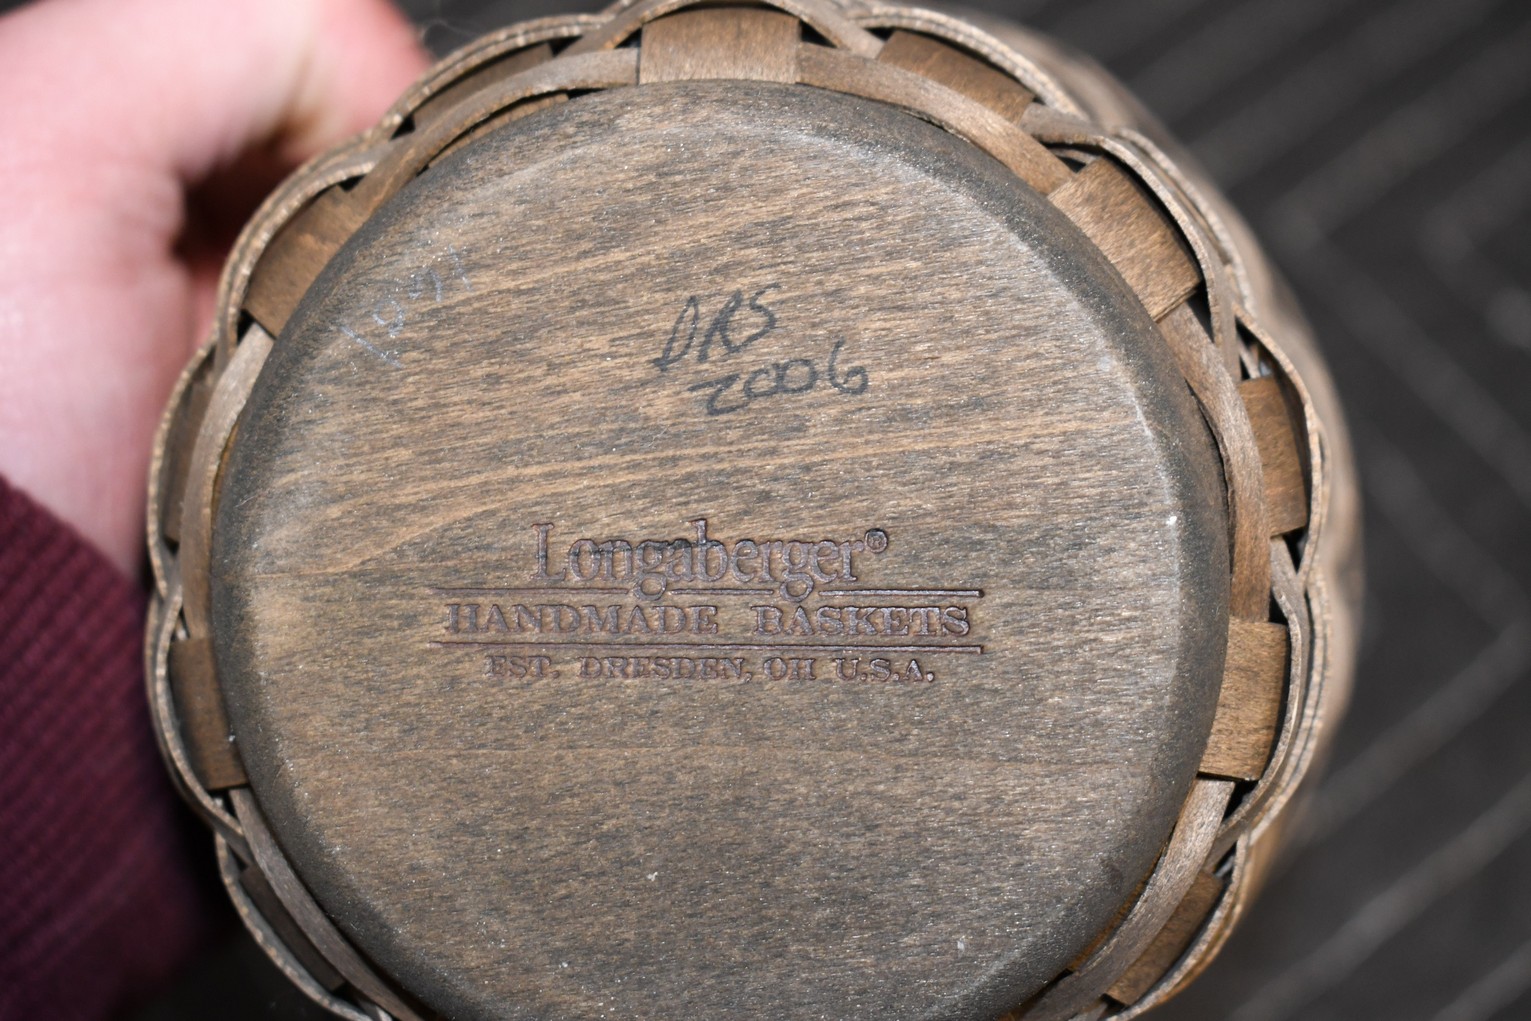 DRS
2006
Longaberger®
HANDMADE BASKETS
EST. DRESDEN, OH U.S.A.